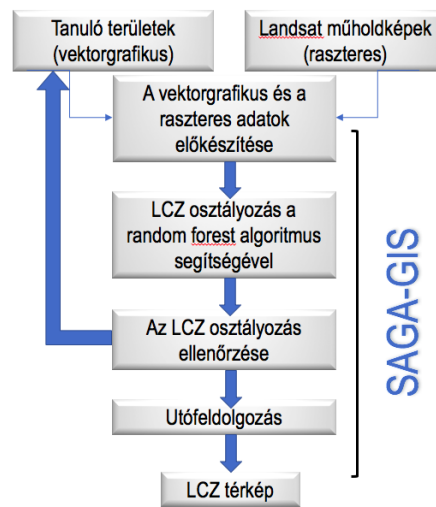 Tanuló területek
(vektorgrafikus)
Landsat műholdképek
(raszteres)
A vektorgrafikus és a
raszteres adatok
előkészítése
LCZ osztályozás a
random forest algoritmus
segítségével
Az LCZ osztályozás
ellenőrzése
Utófeldolgozás
LCZ térkép
SAGA-GIS